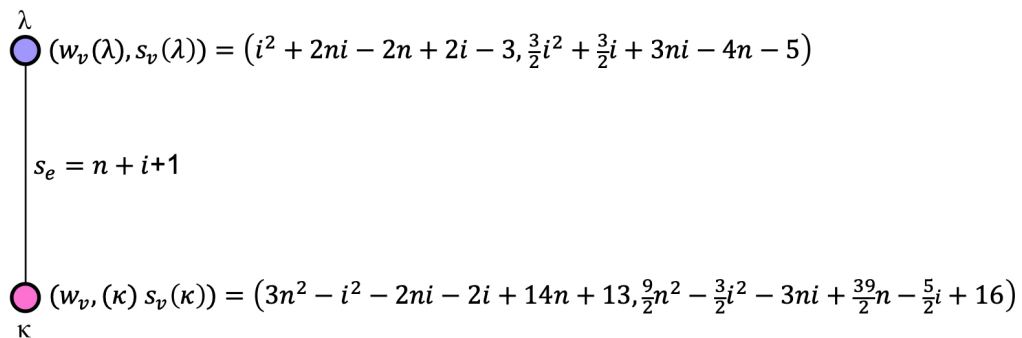 λ
(w_v(λ), s_v(λ)) = (i² + 2ni − 2n + 2i − 3, 3/2 i² + 3/2 i + 3ni − 4n − 5)
s_e = n + i+1
(w_v, (κ) s_v(κ)) = (3n² − i² − 2ni − 2i + 14n + 13, 9/2 n² − 3/2 i² − 3ni + 39/2 n − 5/2 i + 16)
κ